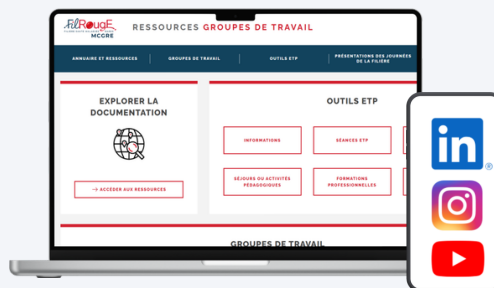 FilRougE
MCGRE
RESSOURCES GROUPES DE TRAVAIL
ANNUAIRE ET RESSOURCES
GROUPES DE TRAVAIL
OUTILS ETP
PRÉSENTATIONS DES JOURNÉES
DE LA FILIÈRE
EXPLORER LA
DOCUMENTATION
→ ACCEDER AUX RESSOURCES
OUTILS ETP
INFORMATIONS
SÉANCES ETP
SÉJOURS OU ACTIVITÉS
PÉDAGOGIQUES
FORMATIONS
PROFESSIONNELLES
GROUPES DE TRAVAIL
in
®